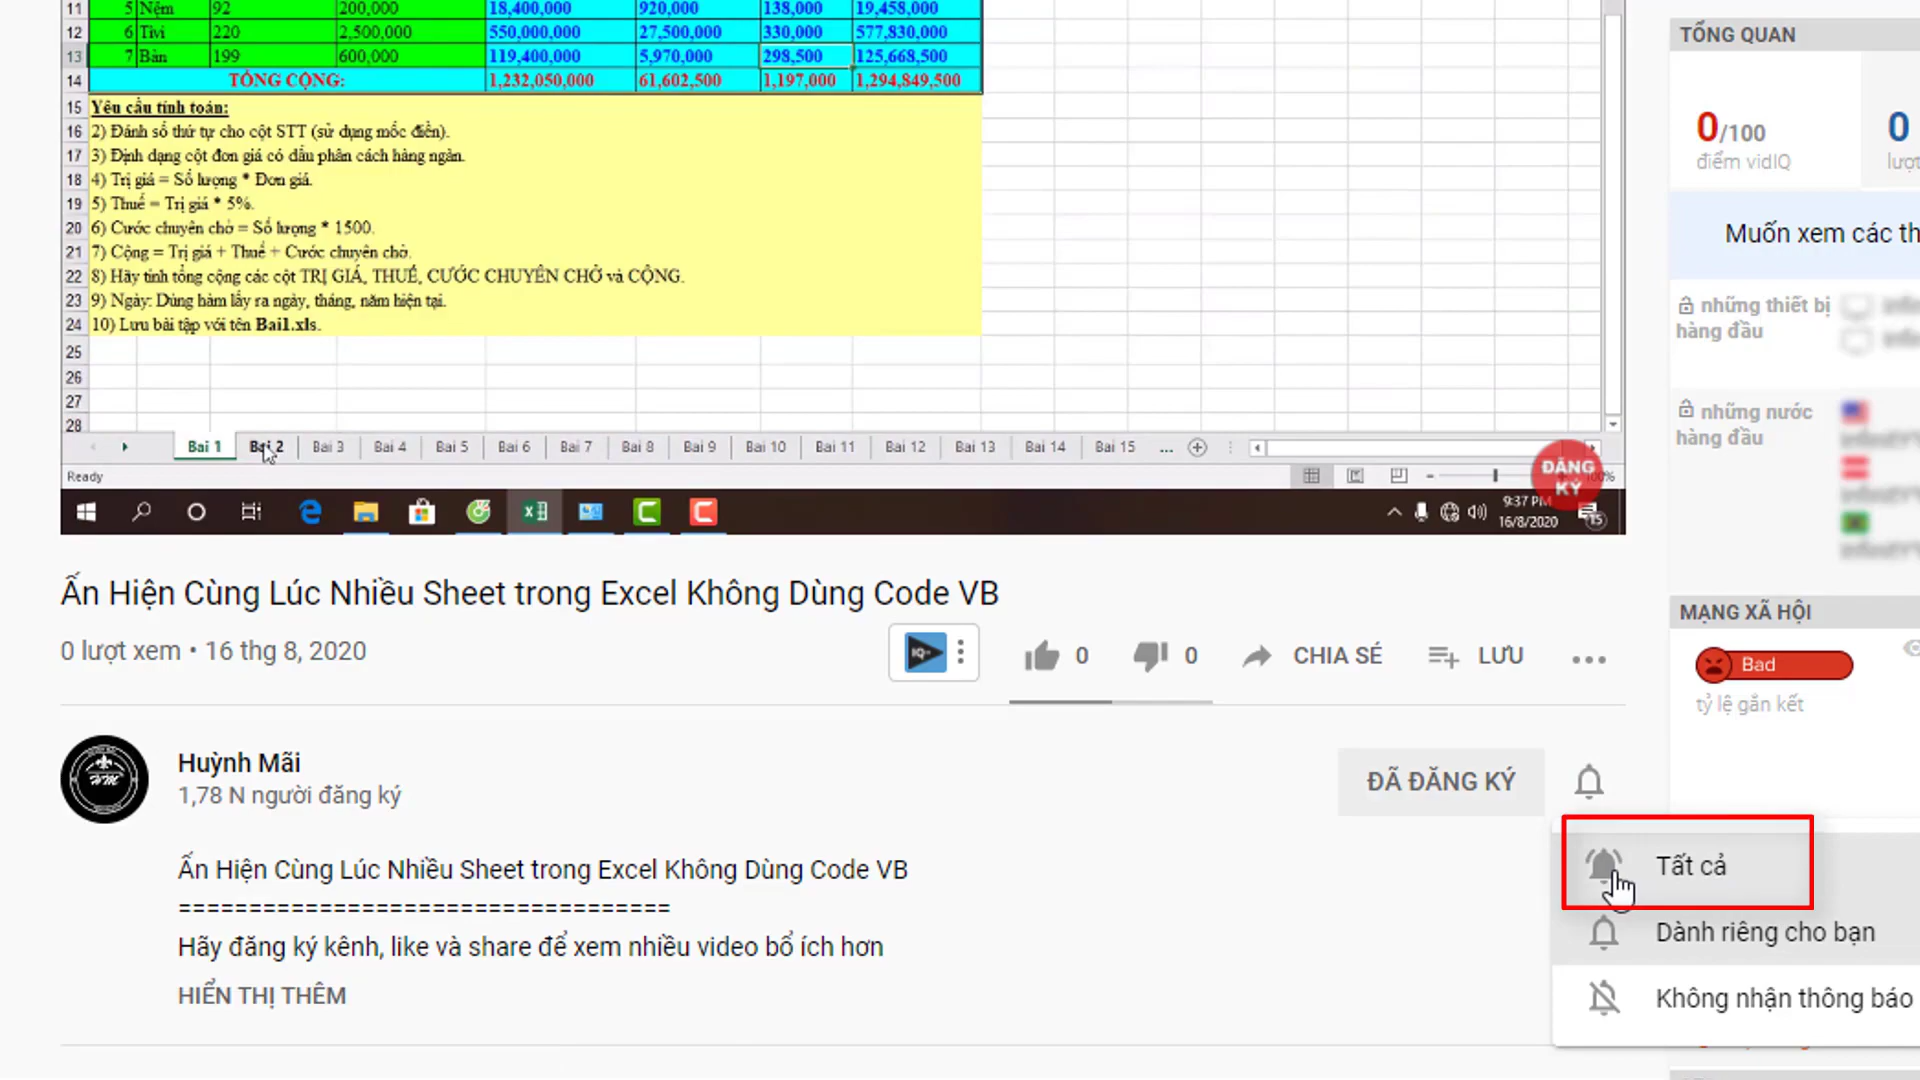 11 5 Nệm 92 200,000 18,400,000 920,000 138,000 19,458,000
12 6 Tivi 220 2,500,000 550,000,000 27,500,000 330,000 577,830,000
13 7 Bàn 199 600,000 119,400,000 5,970,000 298,500 125,668,500
14 TỔNG CỘNG: 1,232,050,000 61,602,500 1,197,000 1,294,849,500
15 Yêu cầu tính toán:
16 2) Đánh số thứ tự cho cột STT (sử dụng mốc điền).
17 3) Định dạng cột đơn giá có dấu phân cách hàng ngàn.
18 4) Trị giá = Số lượng * Đơn giá.
19 5) Thuế = Trị giá * 5%.
20 6) Cước chuyên chở = Số lượng * 1500.
21 7) Cộng = Trị giá + Thuế + Cước chuyên chở.
22 8) Hãy tính tổng cộng các cột TRỊ GIÁ, THUẾ, CƯỚC CHUYÊN CHỞ và CỘNG.
23 9) Ngày: Dùng hàm lấy ra ngày, tháng, năm hiện tại.
24 10) Lưu bài tập với tên Bai1.xls.
25
26
27
28
Bai 1 Bai 2 Bai 3 Bai 4 Bai 5 Bai 6 Bai 7 Bai 8 Bai 9 Bai 10 Bai 11 Bai 12 Bai 13 Bai 14 Bai 15 ...
Ready
ĐĂNG
KÝ
9:37 PM
16/8/2020
15
Ẩn Hiện Cùng Lúc Nhiều Sheet trong Excel Không Dùng Code VB
0 lượt xem • 16 thg 8, 2020
IQ
0
0
CHIA SẺ
LƯU
Huỳnh Mãi
1,78 N người đăng ký
ĐÃ ĐĂNG KÝ
Ẩn Hiện Cùng Lúc Nhiều Sheet trong Excel Không Dùng Code VB
===================================
Hãy đăng ký kênh, like và share để xem nhiều video bổ ích hơn
HIỂN THỊ THÊM
Tất cả
Dành riêng cho bạn
Không nhận thông báo
TỔNG QUAN
0/100
điểm vidIQ
0
lượt
Muốn xem các
những thiết bị
hàng đầu
những nước
hàng đầu
MẠNG XÃ HỘI
Bad
tỷ lệ gắn kết